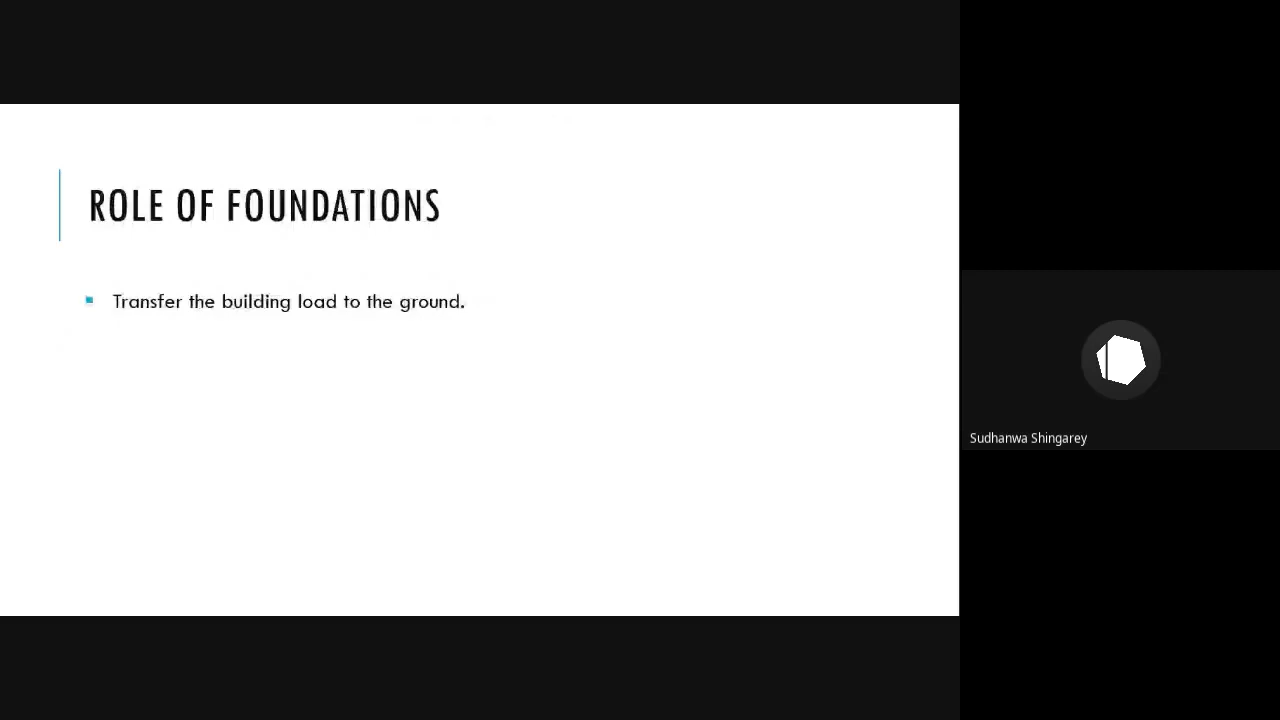 ROLE OF FOUNDATIONS
Transfer the building load to the ground.
Sudhanwa Shingarey